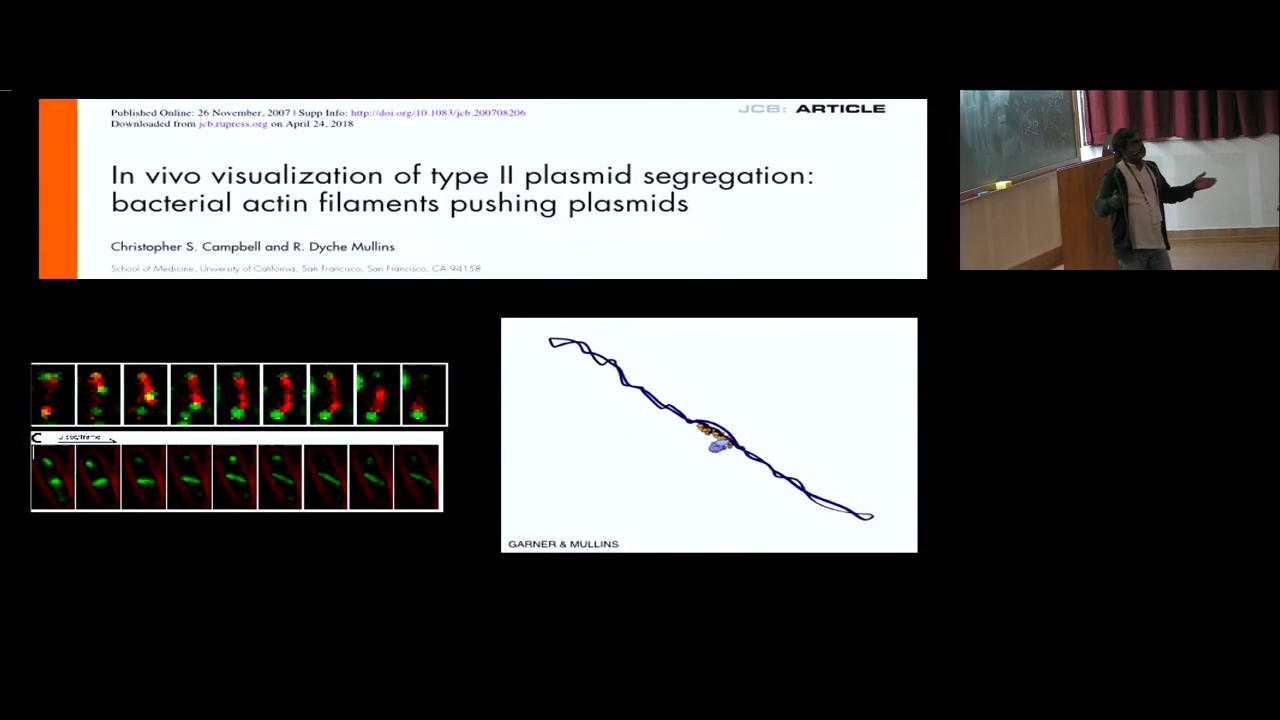 Published Online: 26 November, 2007 | Supp Info: http://doi.org/10.1083/jcb.200708206
Downloaded from jcb.rupress.org on April 24, 2018
JCB: ARTICLE
In vivo visualization of type II plasmid segregation:
bacterial actin filaments pushing plasmids
Christopher S. Campbell and R. Dyche Mullins
School of Medicine, University of California, San Francisco, San Francisco, CA 94158
C
GARNER & MULLINS